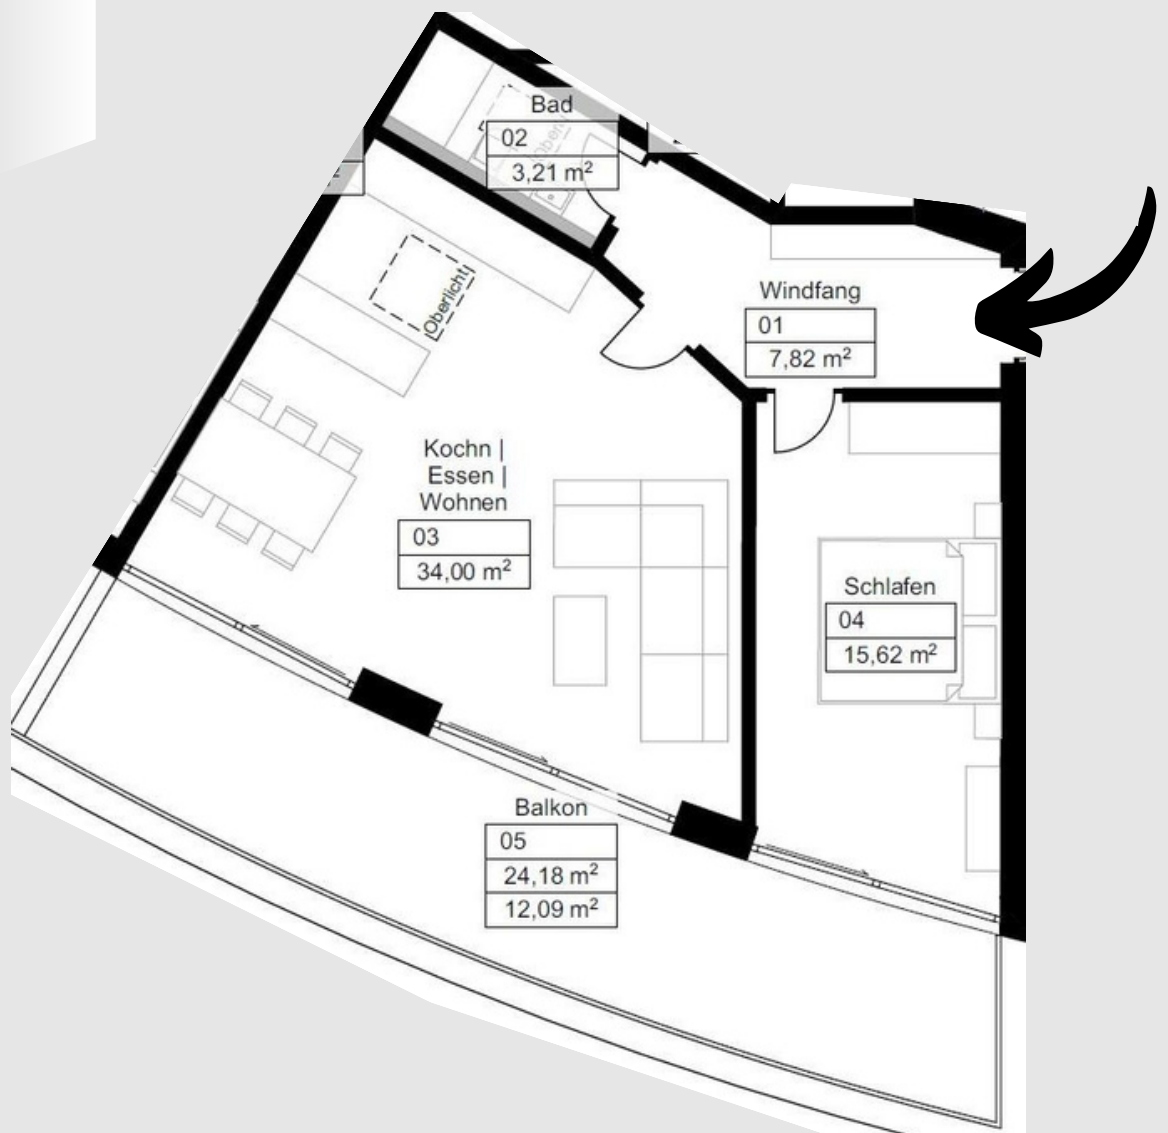 Bad
02
3,21 m²
Oberlicht
Windfang
01
7,82 m²
Kochn |
Essen |
Wohnen
03
34,00 m²
Schlafen
04
15,62 m²
Balkon
05
24,18 m²
12,09 m²